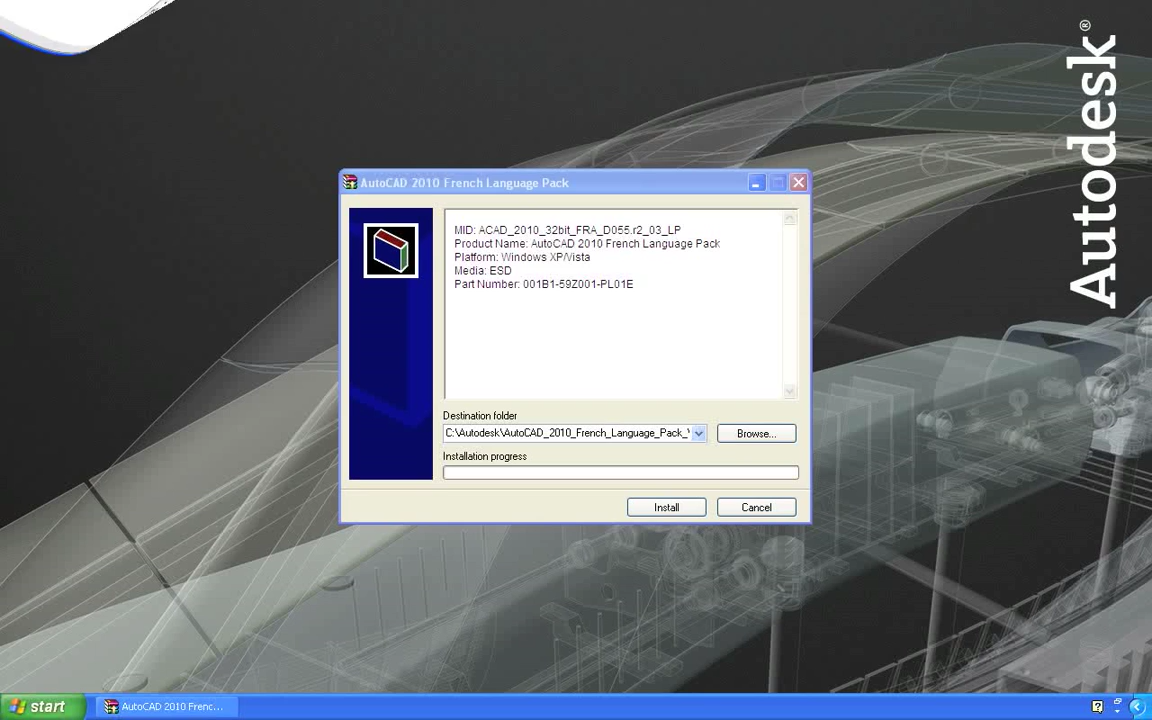 Autodesk®
AutoCAD 2010 French Language Pack
MID: ACAD_2010_32bit_FRA_D055.r2_03_LP
Product Name: AutoCAD 2010 French Language Pack
Platform: Windows XP/Vista
Media: ESD
Part Number: 001B1-59Z001-PL01E
Destination folder
C:\Autodesk\AutoCAD_2010_French_Language_Pack_
Browse...
Installation progress
Install
Cancel
start
AutoCAD 2010 Frenc...